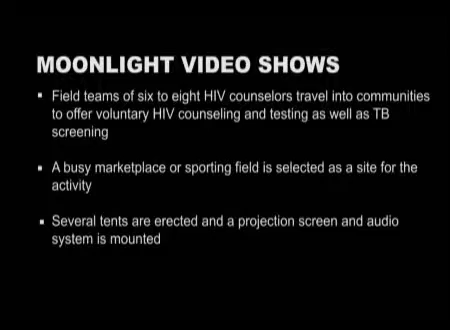 MOONLIGHT VIDEO SHOWS
▪ Field teams of six to eight HIV counselors travel into communities
to offer voluntary HIV counseling and testing as well as TB
screening
▪ A busy marketplace or sporting field is selected as a site for the
activity
▪ Several tents are erected and a projection screen and audio
system is mounted